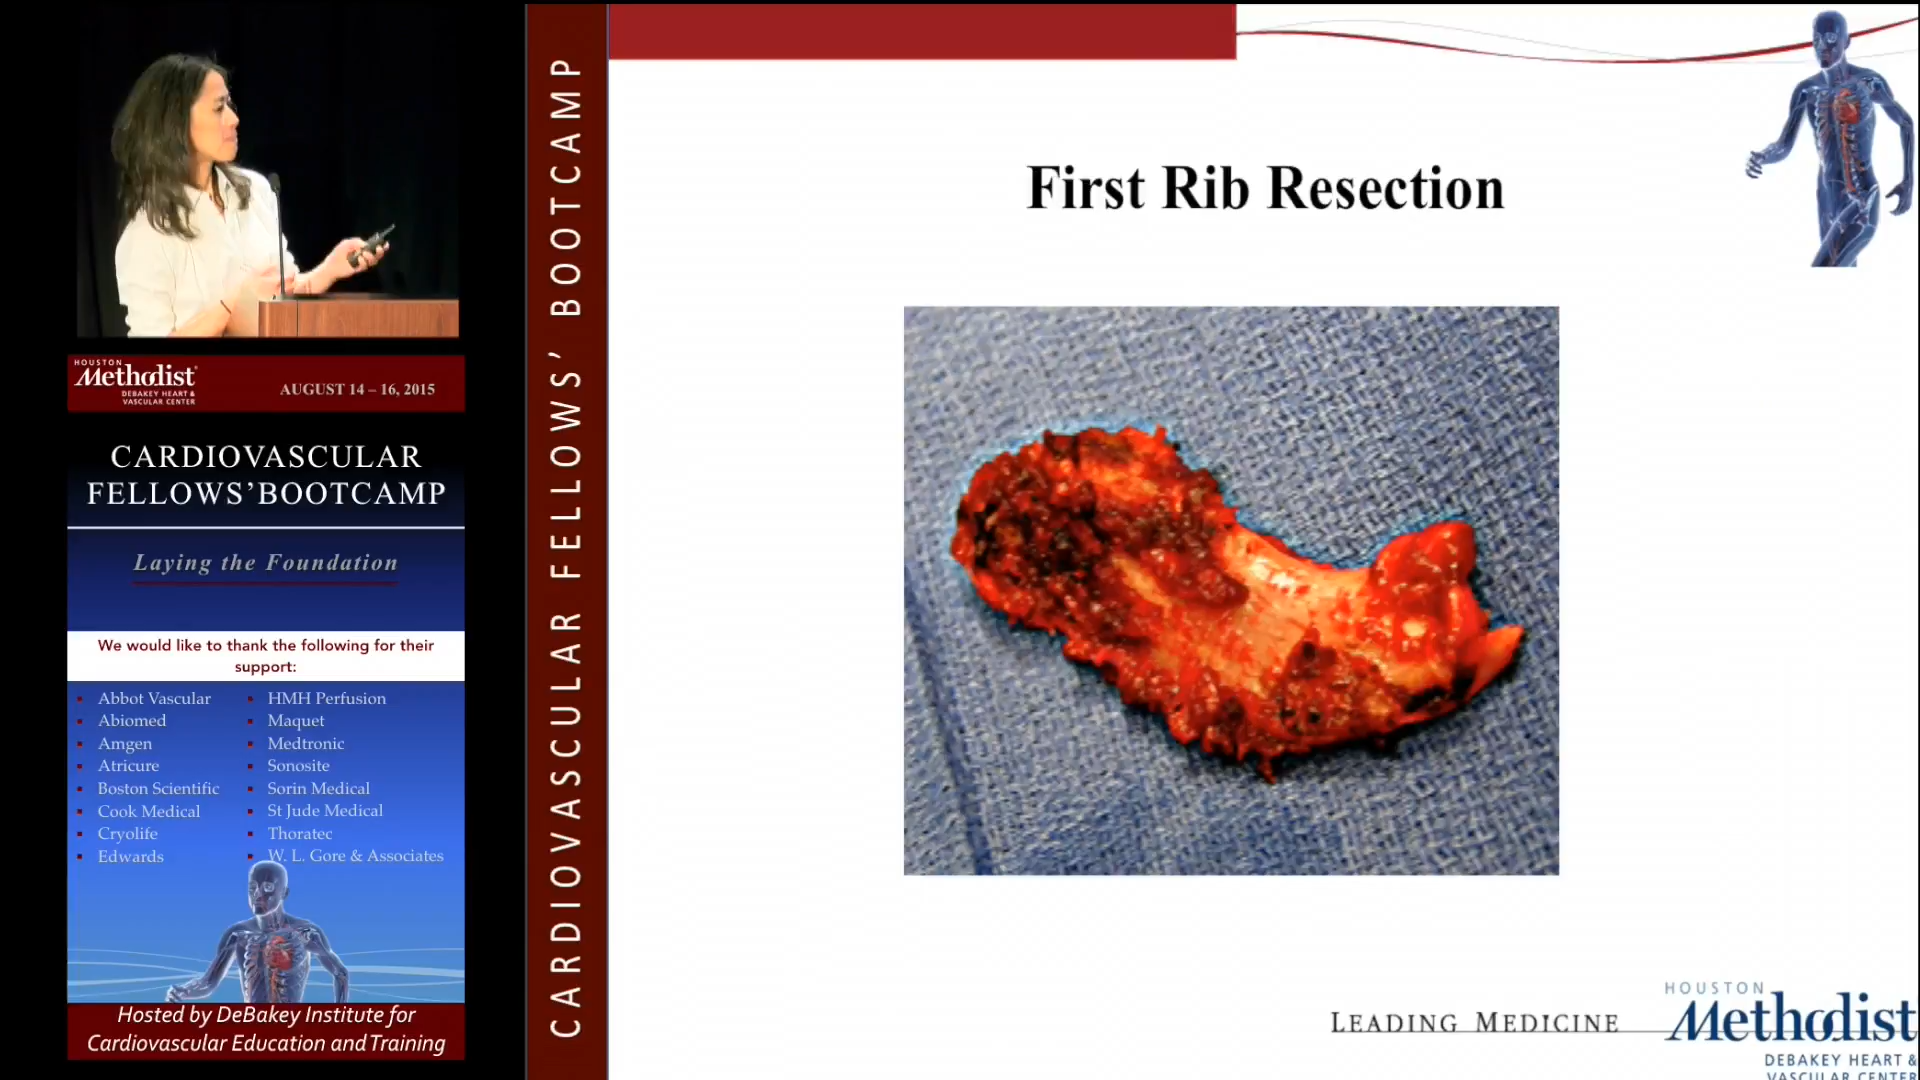 HOUSTON
Methodist
DEBAKEY HEART &
VASCULAR CENTER
AUGUST 14 – 16, 2015
CARDIOVASCULAR
FELLOWS'BOOTCAMP
Laying the Foundation
We would like to thank the following for their
support:
Abbot Vascular
Abiomed
Amgen
Atricure
Boston Scientific
Cook Medical
Cryolife
Edwards
HMH Perfusion
Maquet
Medtronic
Sonosite
Sorin Medical
St Jude Medical
Thoratec
W. L. Gore & Associates
Hosted by DeBakey Institute for
Cardiovascular Education and Training
CARDIOVASCULAR FELLOWS’ BOOTCAMP
First Rib Resection
LEADING MEDICINE
HOUSTON
Methodist
DEBAKEY HEART &
VASCULAR CENTER